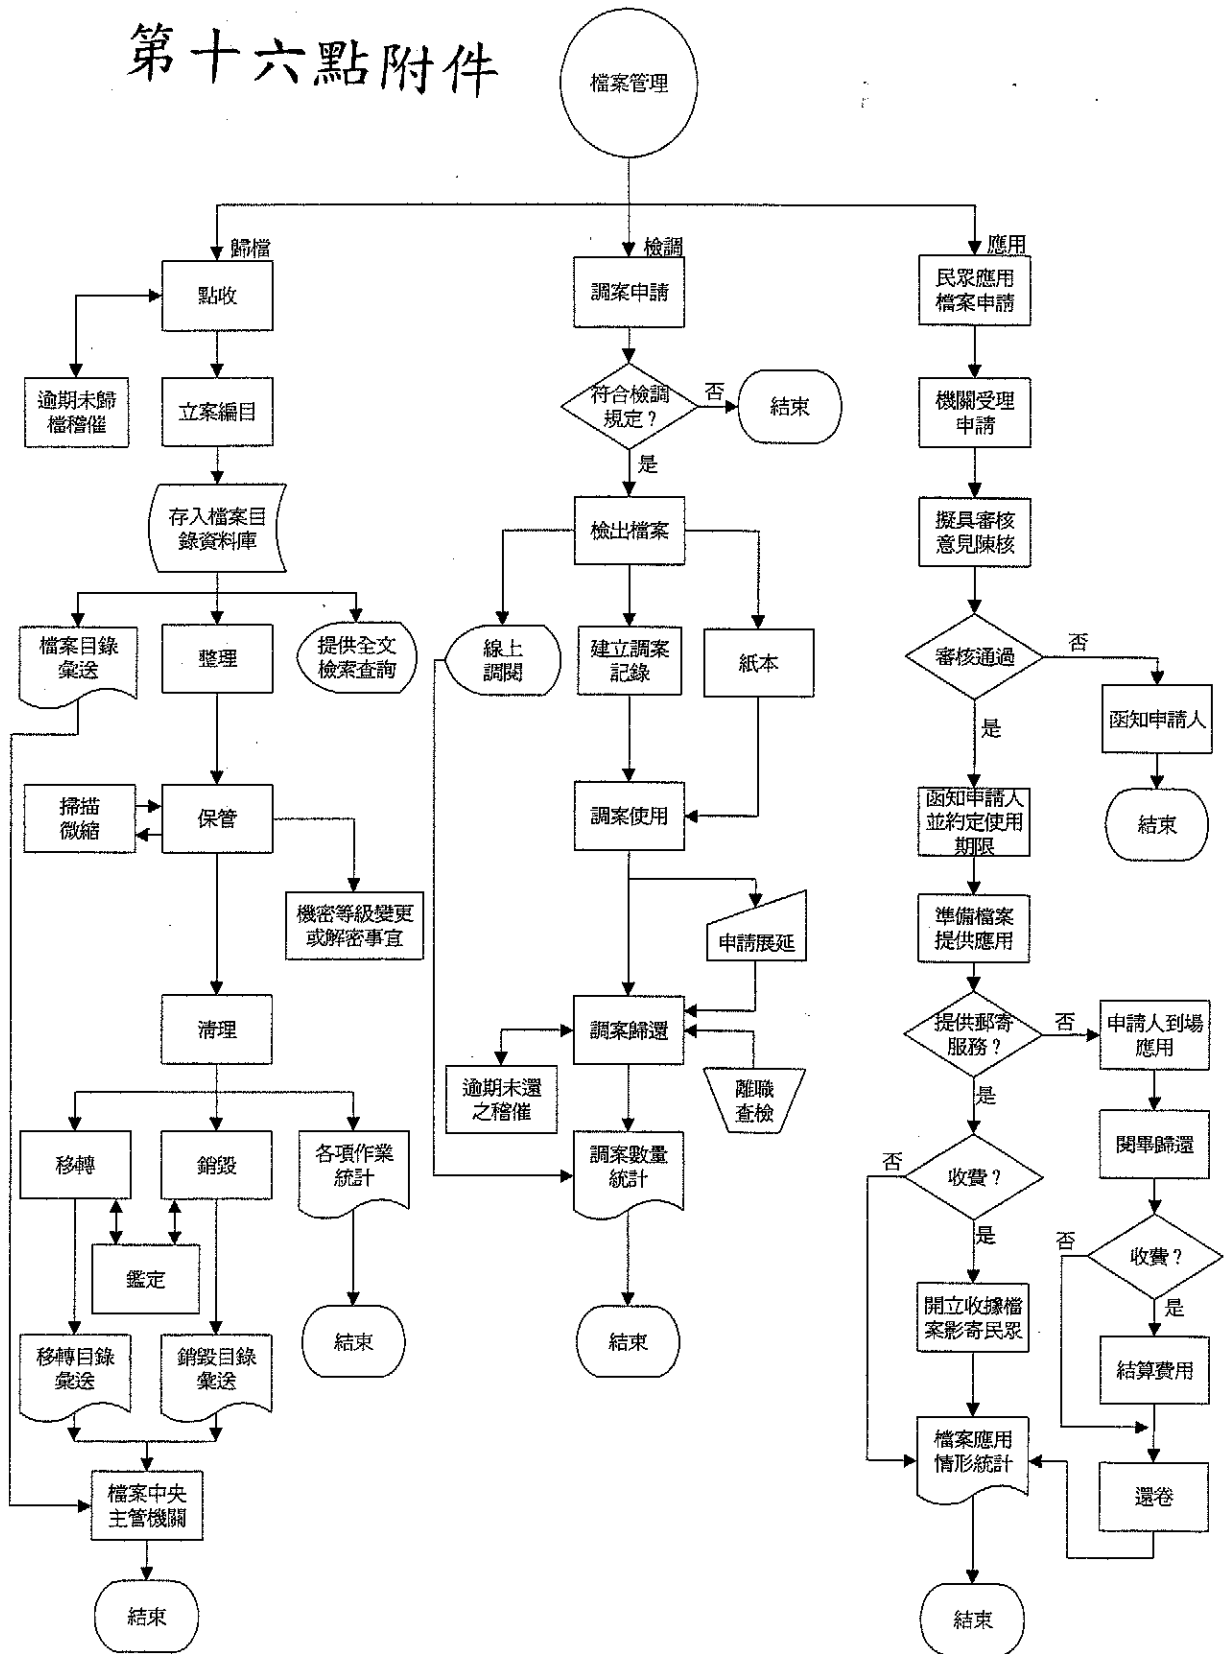 第十六點附件
檔案管理
歸檔
點收
逾期未歸
檔稽催
立案編目
存入檔案目
錄資料庫
檔案目錄
彙送
整理
提供全文
檢索查詢
掃描
微縮
保管
機密等級變更
或解密事宜
清理
移轉
銷毀
各項作業
統計
鑑定
移轉目錄
彙送
銷毀目錄
彙送
結束
檔案中央
主管機關
結束
檢調
調案申請
符合檢調
規定？
否
結束
是
檢出檔案
線上
調閱
建立調案
記錄
紙本
調案使用
申請展延
調案歸還
逾期未還
之稽催
離職
查檢
調案數量
統計
結束
應用
民眾應用
檔案申請
機關受理
申請
擬具審核
意見陳核
審核通過
否
函知申請人
結束
是
函知申請人
並約定使用
期限
準備檔案
提供應用
提供郵寄
服務？
否
申請人到場
應用
是
閱畢歸還
否
收費？
是
否
收費？
是
開立收據檔
案影寄民眾
結算費用
檔案應用
情形統計
還卷
結束